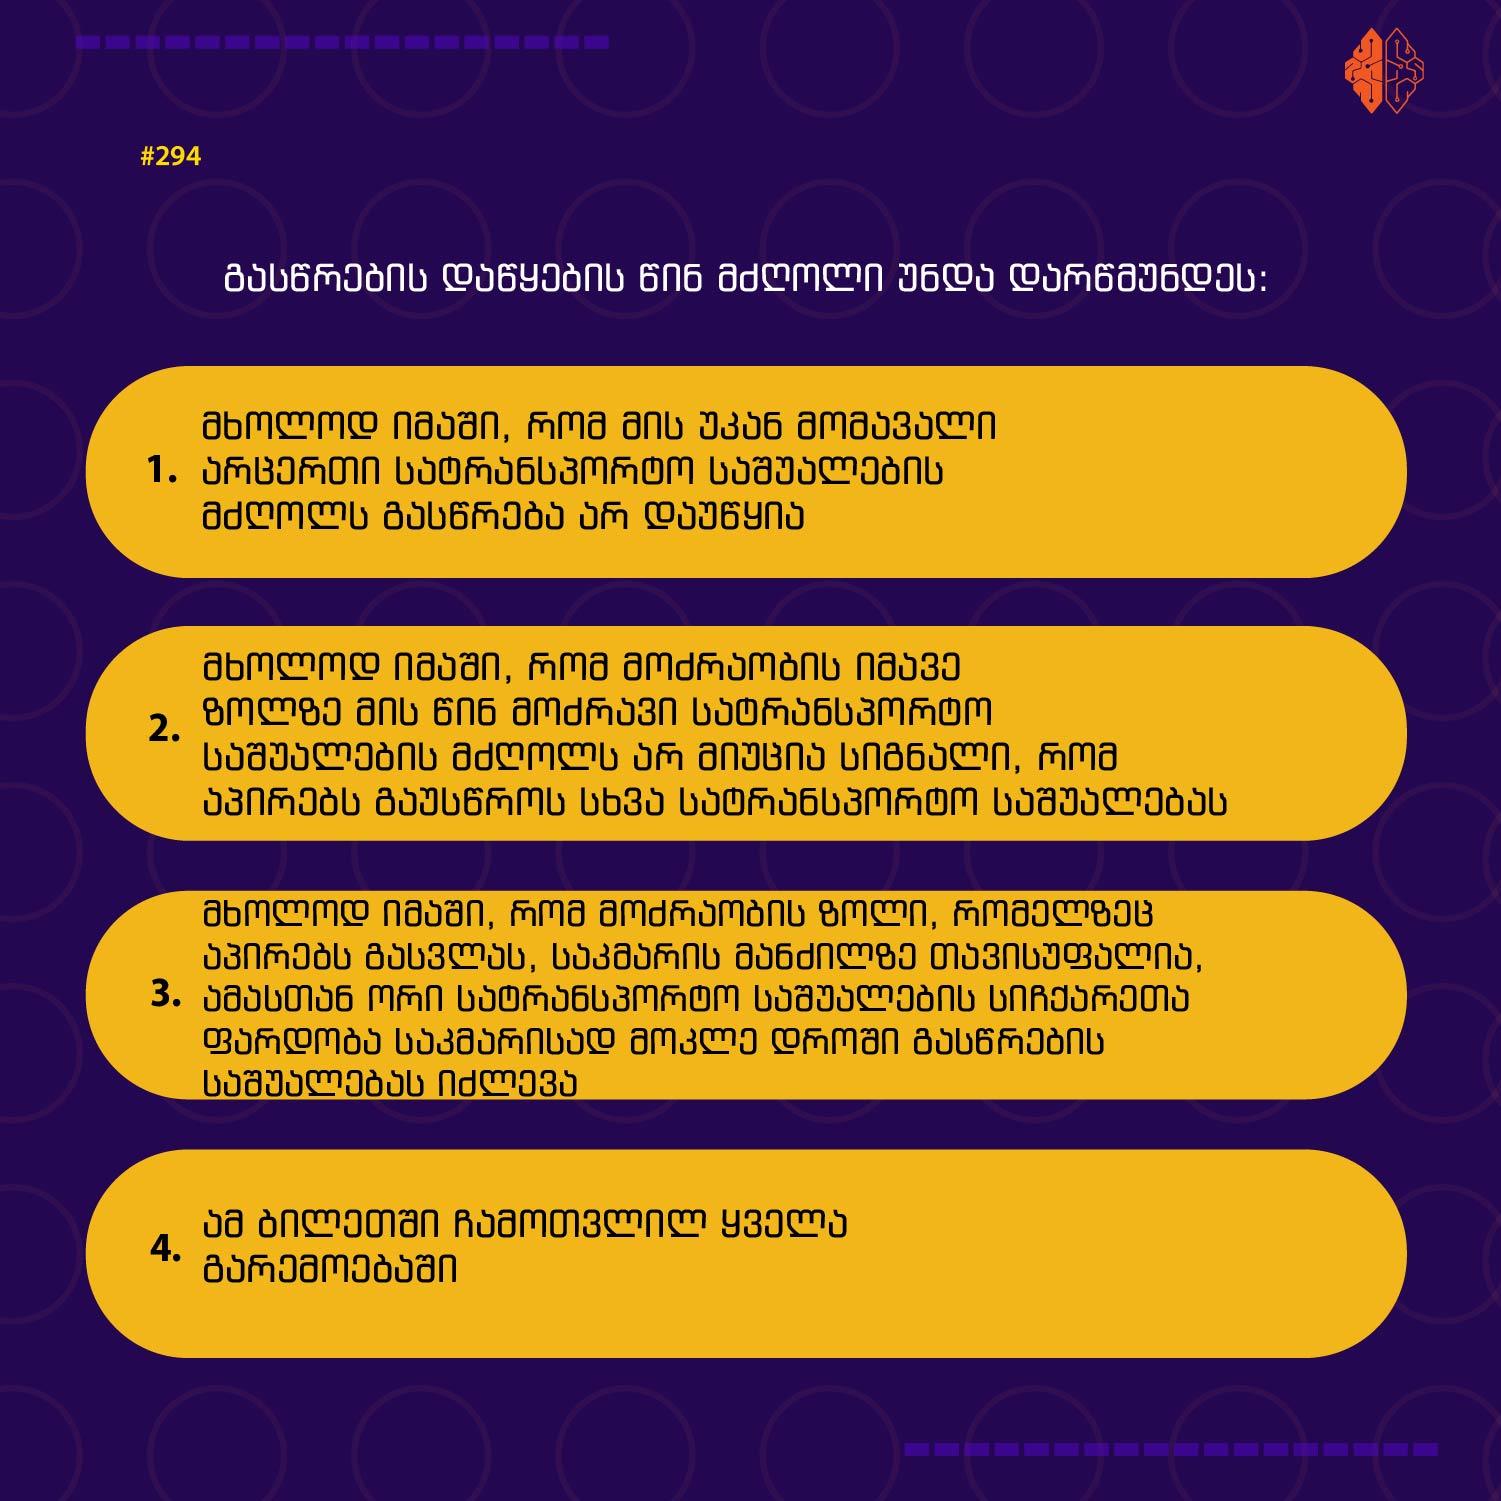 #294
გასწრების დაწყების წინ მძღოლი უნდა დარწმუნდეს:
მხოლოდ იმაში, რომ მის უკან მომავალი
1. არცერთი სატრანსპორტო საშუალების
მძღოლს გასწრება არ დაუწყია
მხოლოდ იმაში, რომ მოძრაობის იმავე
ზოლზე მის წინ მოძრავი სატრანსპორტო
2. საშუალების მძღოლს არ მიუცია სიგნალი, რომ
აპირებს გაუსწროს სხვა სატრანსპორტო საშუალებას
მხოლოდ იმაში, რომ მოძრაობის ზოლი, რომელზეც
აპირებს გასვლას, საკმარის მანძილზე თავისუფალია,
3. ამასთან ორი სატრანსპორტო საშუალების სიჩქარეთა
ფარდობა საკმარისად მოკლე დროში გასწრების
საშუალებას იძლევა
4. ამ ბილეთში ჩამოთვლილ ყველა
გარემოებაში